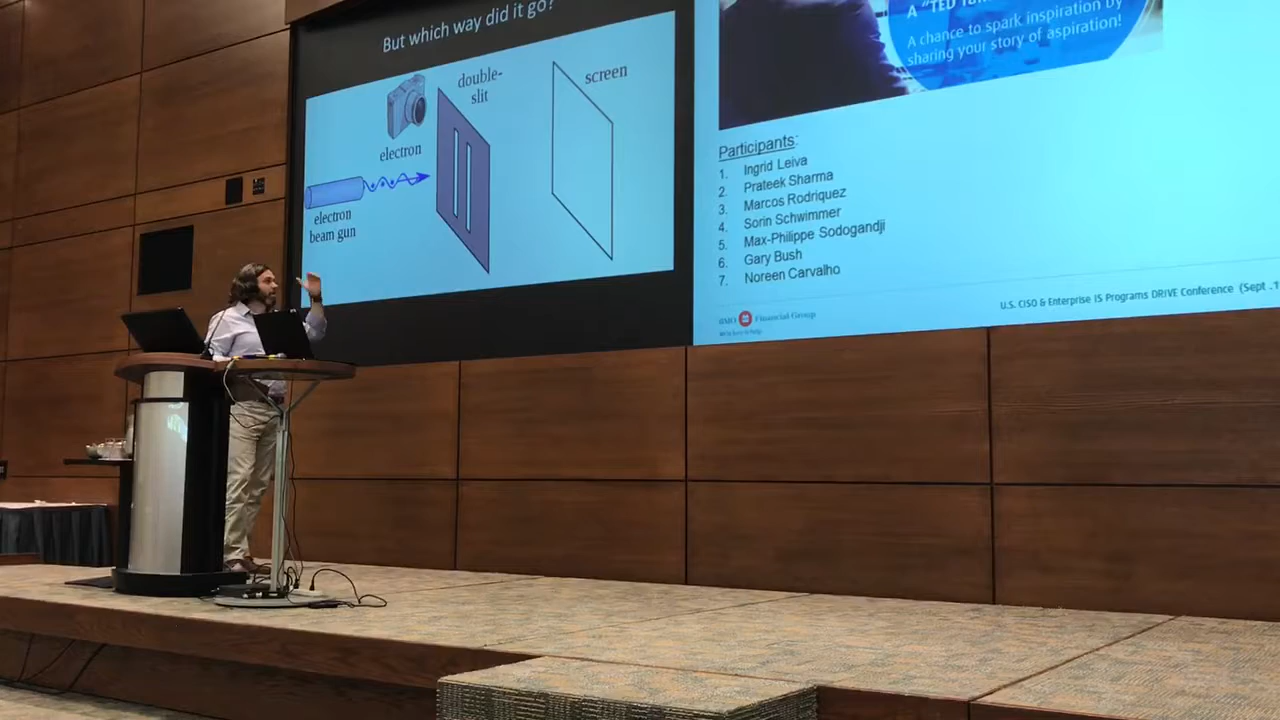 But which way did it go?
double-
slit
screen
electron
electron
beam gun
A "TED
A chance to spark inspiration by
sharing your story of aspiration!
Participants:
1. Ingrid Leiva
2. Prateek Sharma
3. Marcos Rodriquez
4. Sorin Schwimmer
5. Max-Philippe Sodogandji
6. Gary Bush
7. Noreen Carvalho
BMO Financial Group
U.S. CISO & Enterprise IS Programs DRIVE Conference (Sept .1